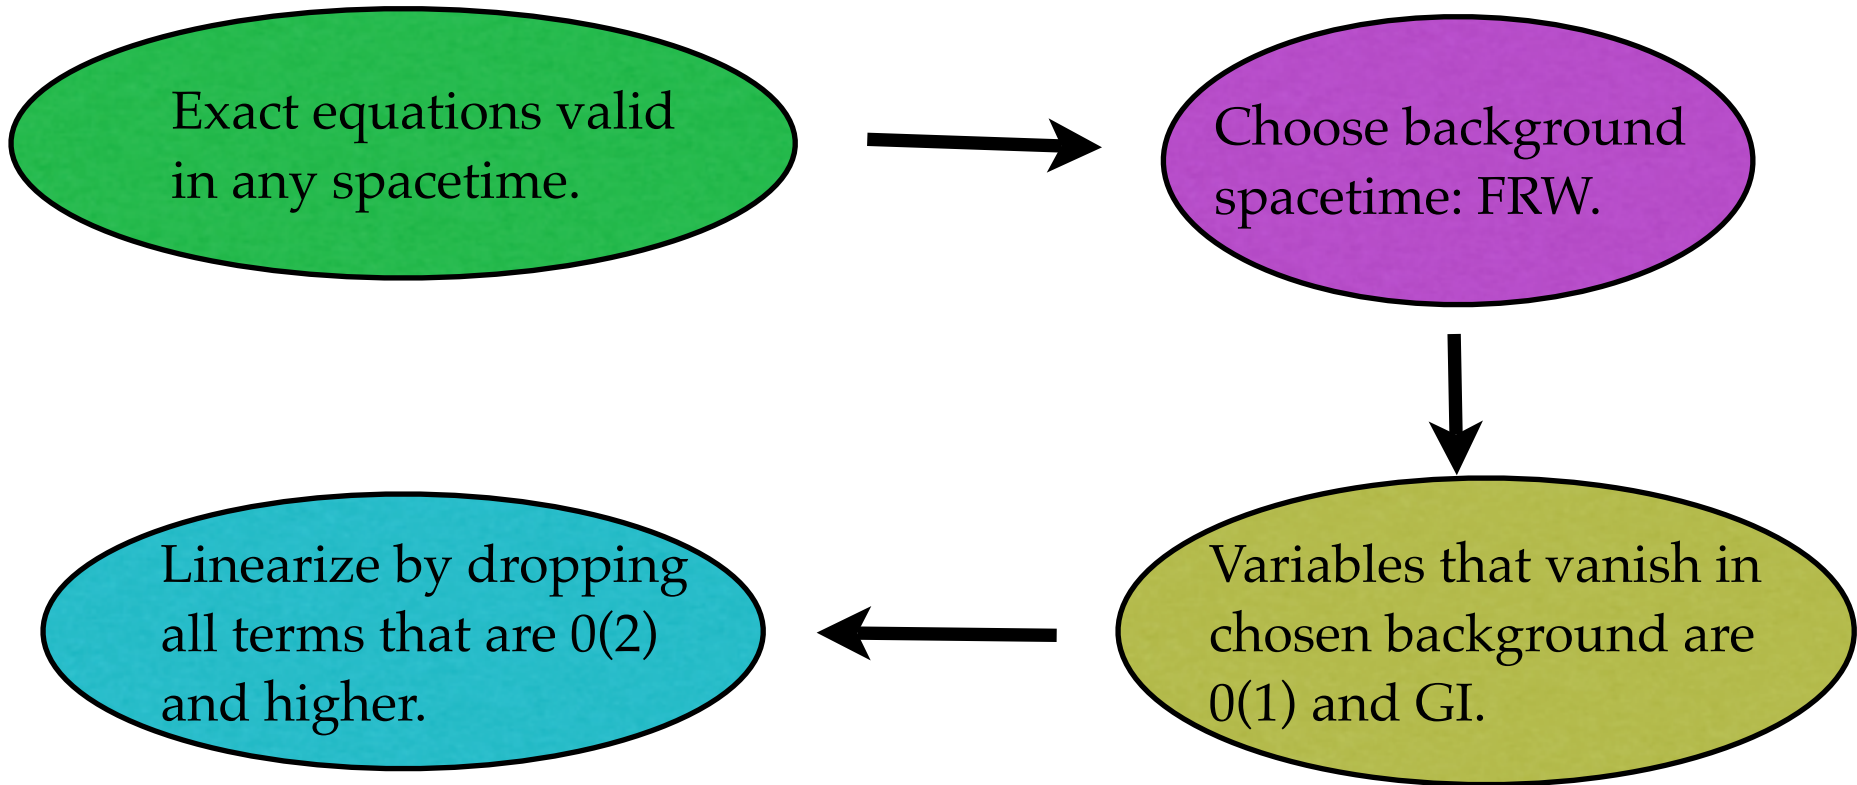 Exact equations valid
in any spacetime.
Choose background
spacetime: FRW.
Variables that vanish in
chosen background are
0(1) and GI.
Linearize by dropping
all terms that are 0(2)
and higher.